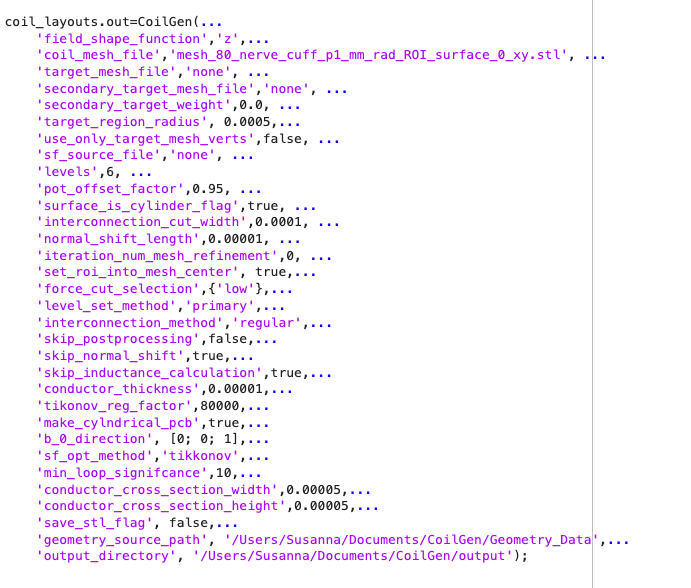 coil_layouts.out=CoilGen(...
'field_shape_function','z',...
'coil_mesh_file','mesh_80_nerve_cuff_p1_mm_rad_ROI_surface_0_xy.stl', ...
'target_mesh_file','none', ...
'secondary_target_mesh_file','none', ...
'secondary_target_weight',0.0, ...
'target_region_radius', 0.0005,...
'use_only_target_mesh_verts',false, ...
'sf_source_file','none', ...
'levels',6, ...
'pot_offset_factor',0.95, ...
'surface_is_cylinder_flag',true, ...
'interconnection_cut_width',0.0001, ...
'normal_shift_length',0.00001, ...
'iteration_num_mesh_refinement',0, ...
'set_roi_into_mesh_center', true,...
'force_cut_selection',{'low'},...
'level_set_method','primary',...
'interconnection_method','regular',...
'skip_postprocessing',false,...
'skip_normal_shift',true,...
'skip_inductance_calculation',true,...
'conductor_thickness',0.00001,...
'tikonov_reg_factor',80000,...
'make_cylndrical_pcb',true,...
'b_0_direction', [0; 0; 1],...
'sf_opt_method','tikkonov',...
'min_loop_signifcance',10,...
'conductor_cross_section_width',0.00005,...
'conductor_cross_section_height',0.00005,...
'save_stl_flag', false,...
'geometry_source_path', '/Users/Susanna/Documents/CoilGen/Geometry_Data',...
'output_directory', '/Users/Susanna/Documents/CoilGen/output');